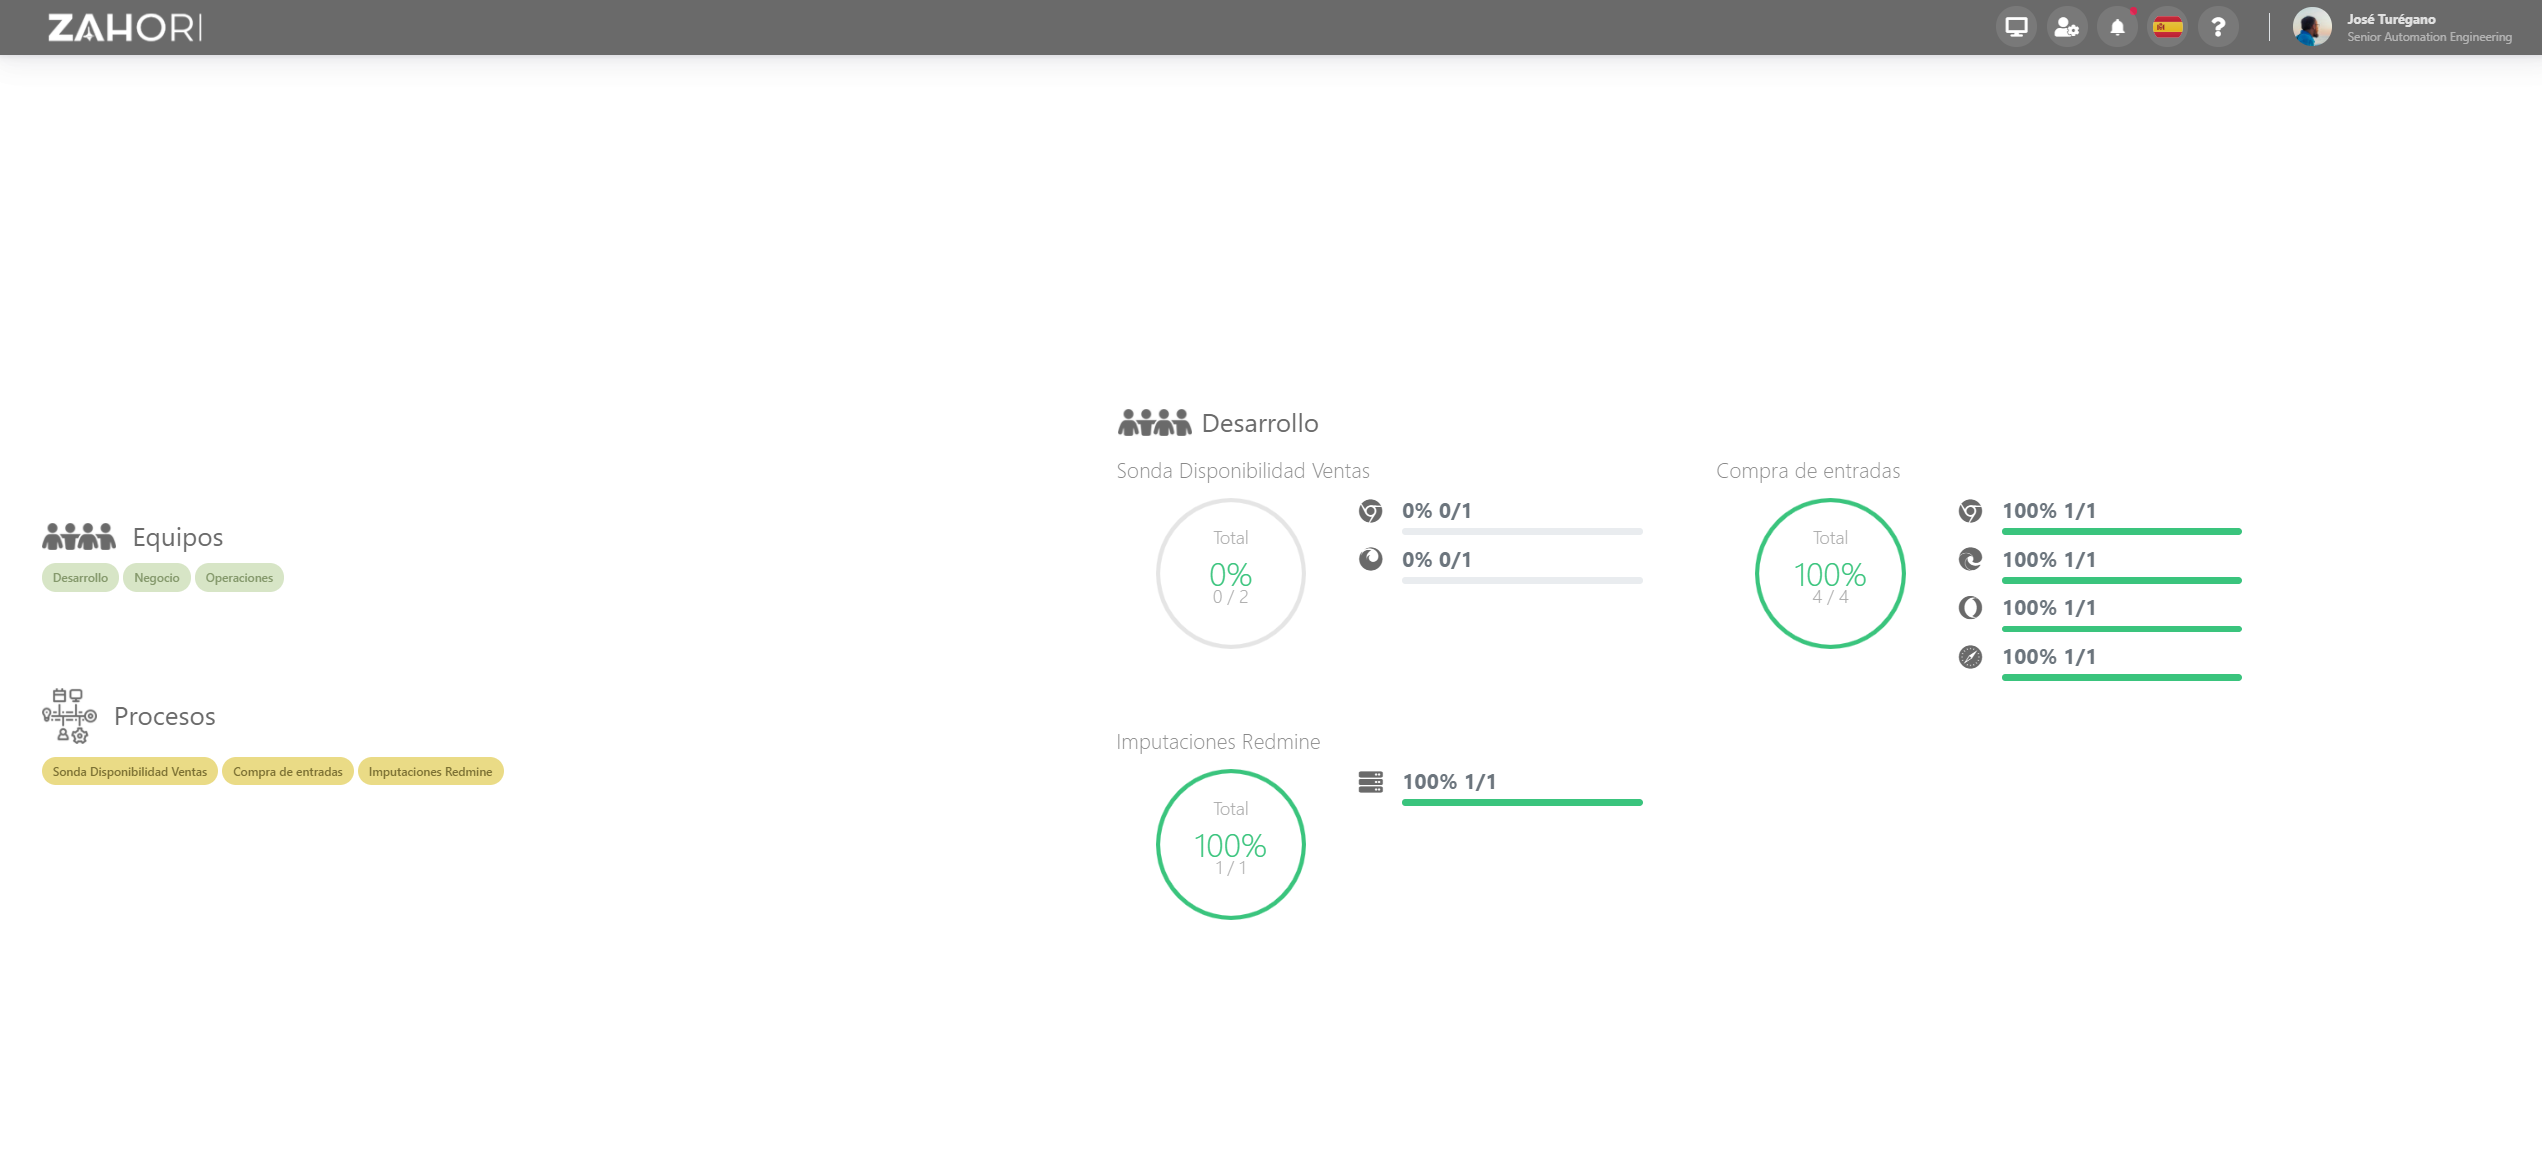 ZAHORI
José Turégano
Senior Automation Engineering
Equipos
Desarrollo Negocio Operaciones
Procesos
Sonda Disponibilidad Ventas Compra de entradas Imputaciones Redmine
Desarrollo
Sonda Disponibilidad Ventas
Total
0%
0 / 2
0% 0/1
0% 0/1
Compra de entradas
Total
100%
4 / 4
100% 1/1
100% 1/1
100% 1/1
100% 1/1
Imputaciones Redmine
Total
100%
1 / 1
100% 1/1